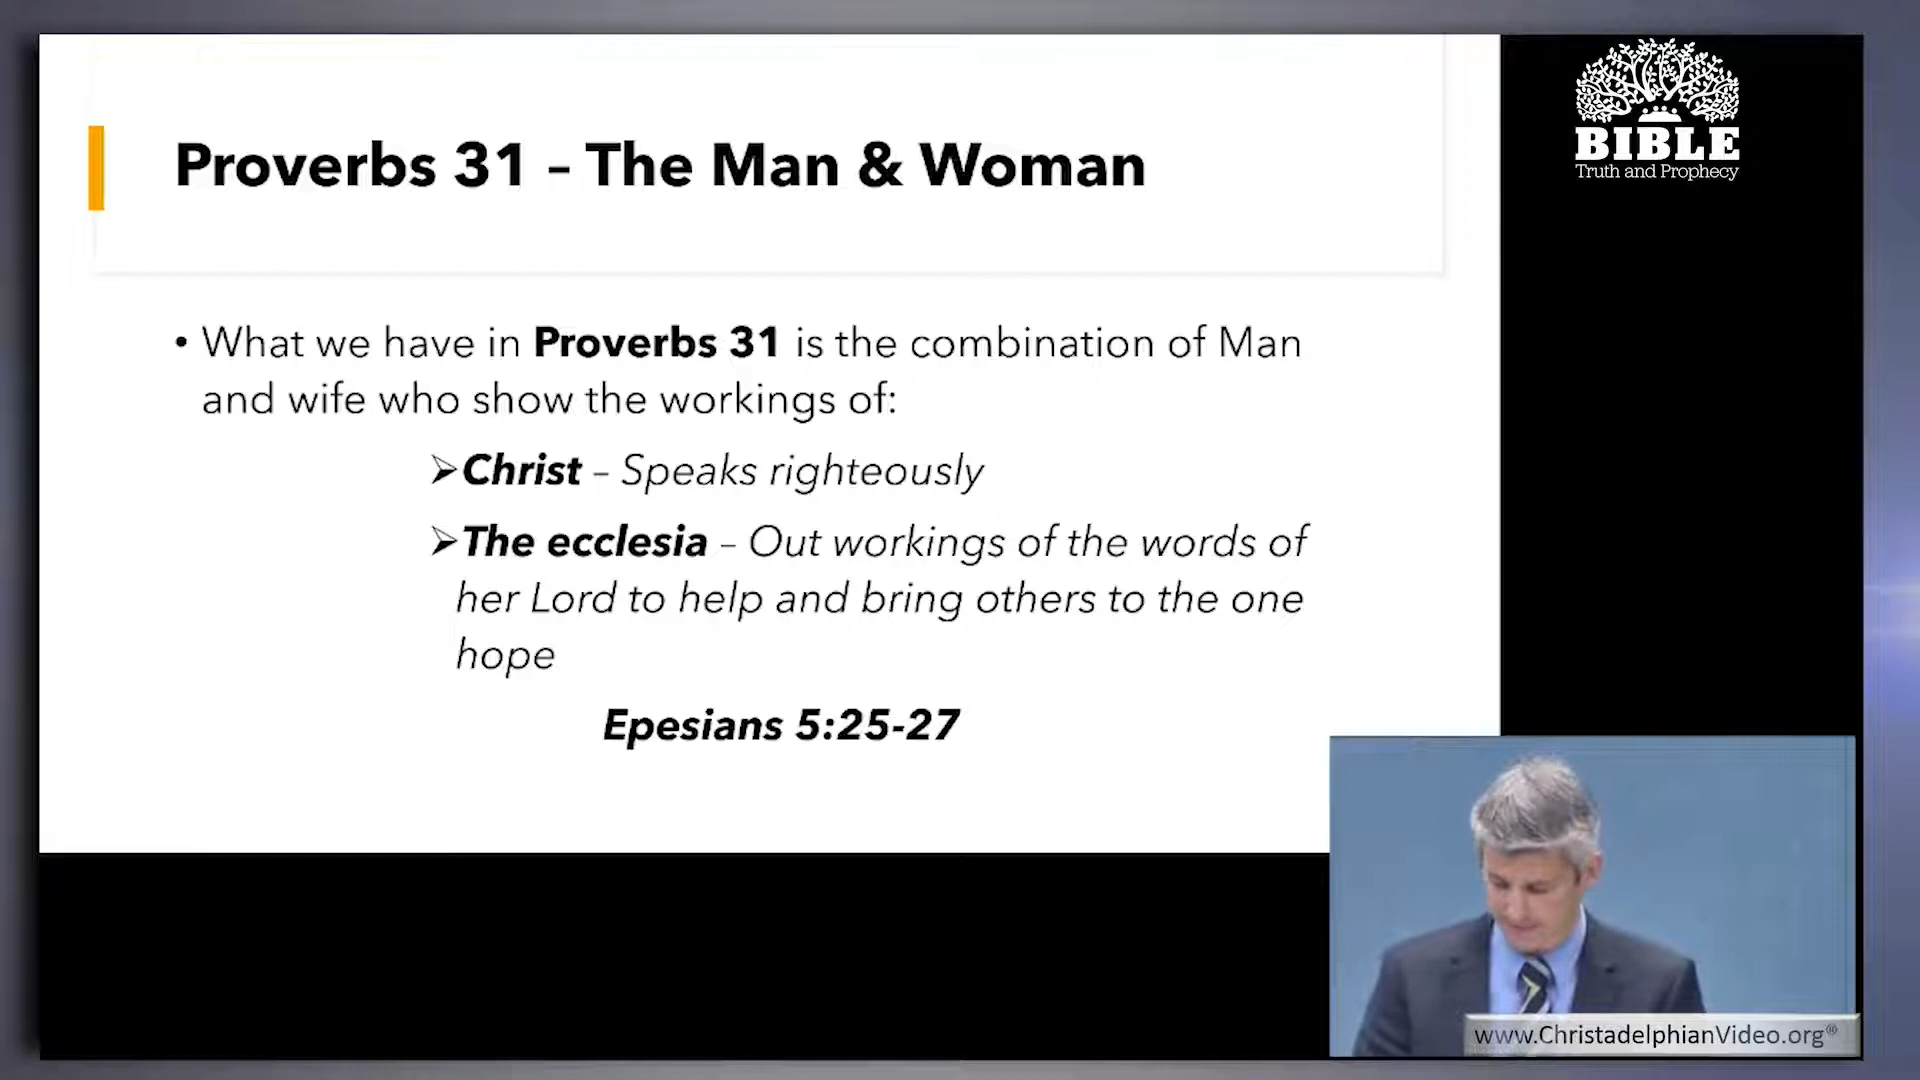 Proverbs 31 – The Man & Woman
• What we have in Proverbs 31 is the combination of Man
and wife who show the workings of:
➢Christ – Speaks righteously
➢The ecclesia – Out workings of the words of
her Lord to help and bring others to the one
hope
Epesians 5:25-27
BIBLE
Truth and Prophecy
www.ChristadelphianVideo.org®